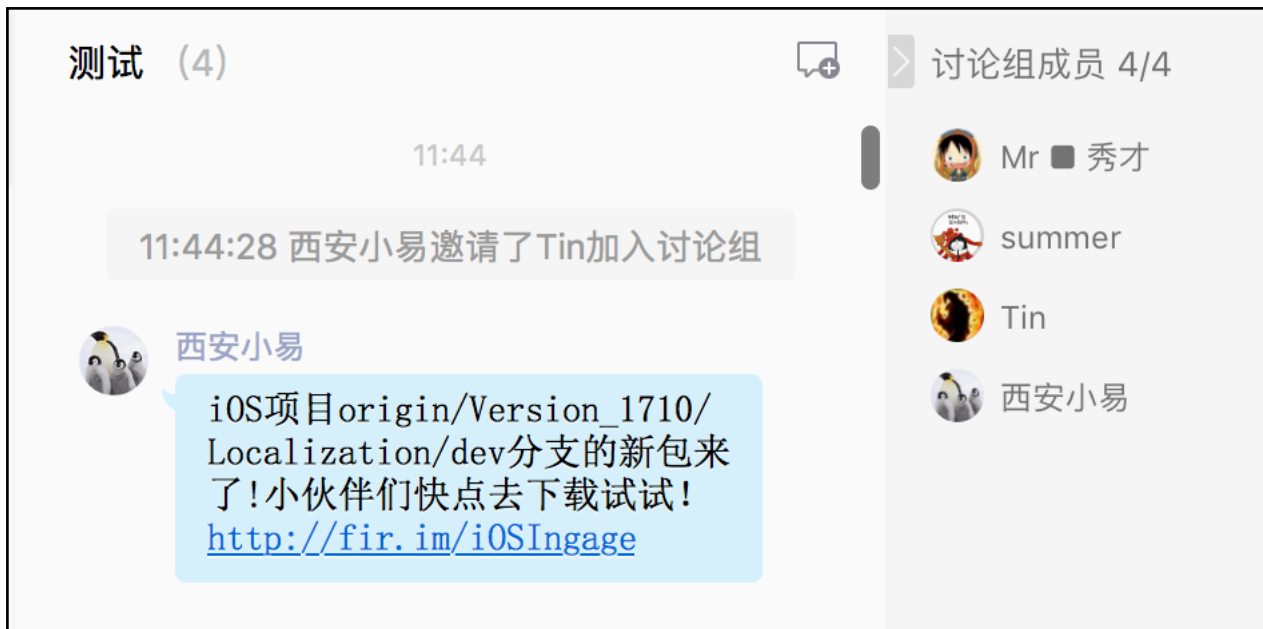 测试 (4)
11:44
11:44:28 西安小易邀请了Tin加入讨论组
西安小易
iOS项目origin/Version_1710/
Localization/dev分支的新包来
了!小伙伴们快点去下载试试!
http://fir.im/iOSIngage
讨论组成员 4/4
Mr ■ 秀才
summer
Tin
西安小易